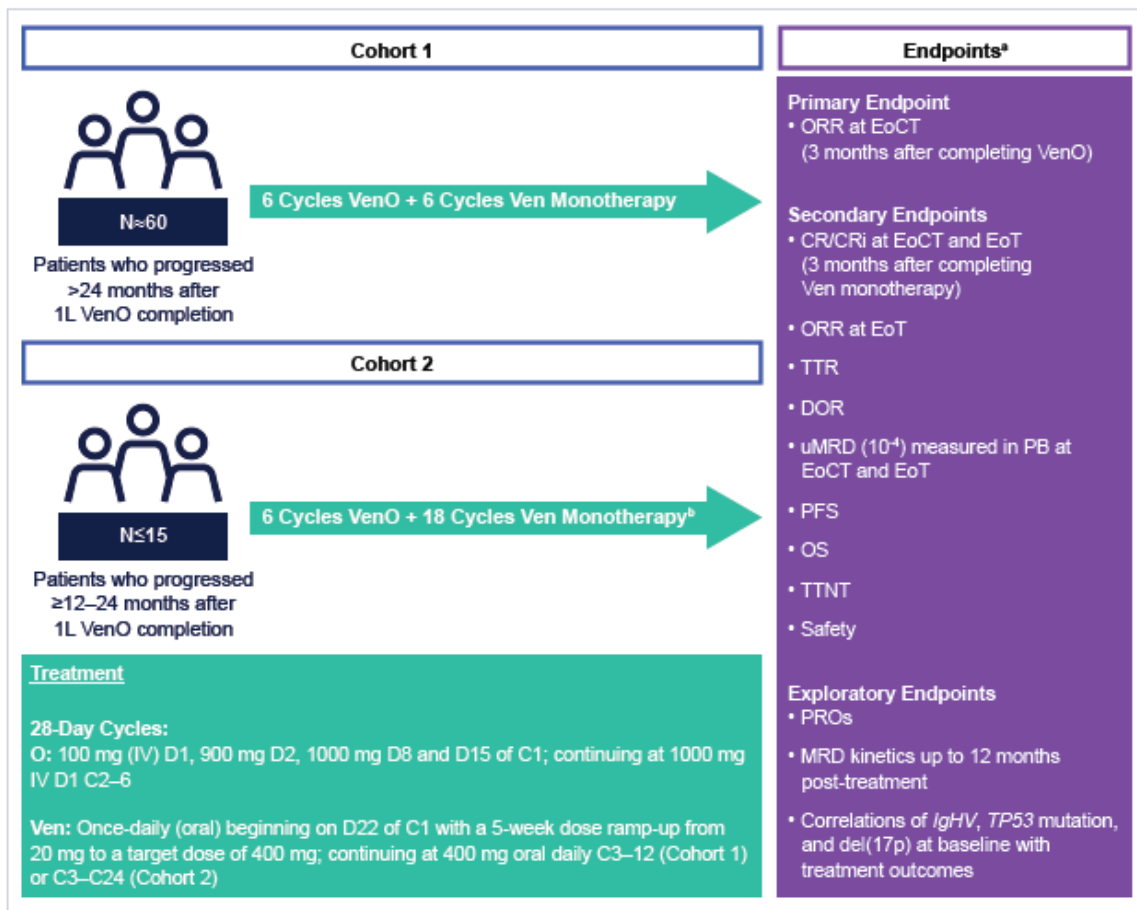 Cohort 1
N≈60
Patients who progressed
>24 months after
1L VenO completion
6 Cycles VenO + 6 Cycles Ven Monotherapy
Cohort 2
N≤15
Patients who progressed
≥12–24 months after
1L VenO completion
6 Cycles VenO + 18 Cycles Ven Monotherapyᵇ
Treatment
28-Day Cycles:
O: 100 mg (IV) D1, 900 mg D2, 1000 mg D8 and D15 of C1; continuing at 1000 mg
IV D1 C2–6
Ven: Once-daily (oral) beginning on D22 of C1 with a 5-week dose ramp-up from
20 mg to a target dose of 400 mg; continuing at 400 mg oral daily C3–12 (Cohort 1)
or C3–C24 (Cohort 2)
Endpointsᵃ
Primary Endpoint
• ORR at EoCT
(3 months after completing VenO)
Secondary Endpoints
• CR/CRi at EoCT and EoT
(3 months after completing
Ven monotherapy)
• ORR at EoT
• TTR
• DOR
• uMRD (10⁻⁴) measured in PB at
EoCT and EoT
• PFS
• OS
• TTNT
• Safety
Exploratory Endpoints
• PROs
• MRD kinetics up to 12 months
post-treatment
• Correlations of IgHV, TP53 mutation,
and del(17p) at baseline with
treatment outcomes